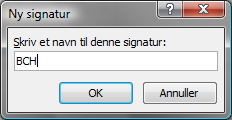 Ny signatur
Skriv et navn til denne signatur:
BCH
OK Annuller